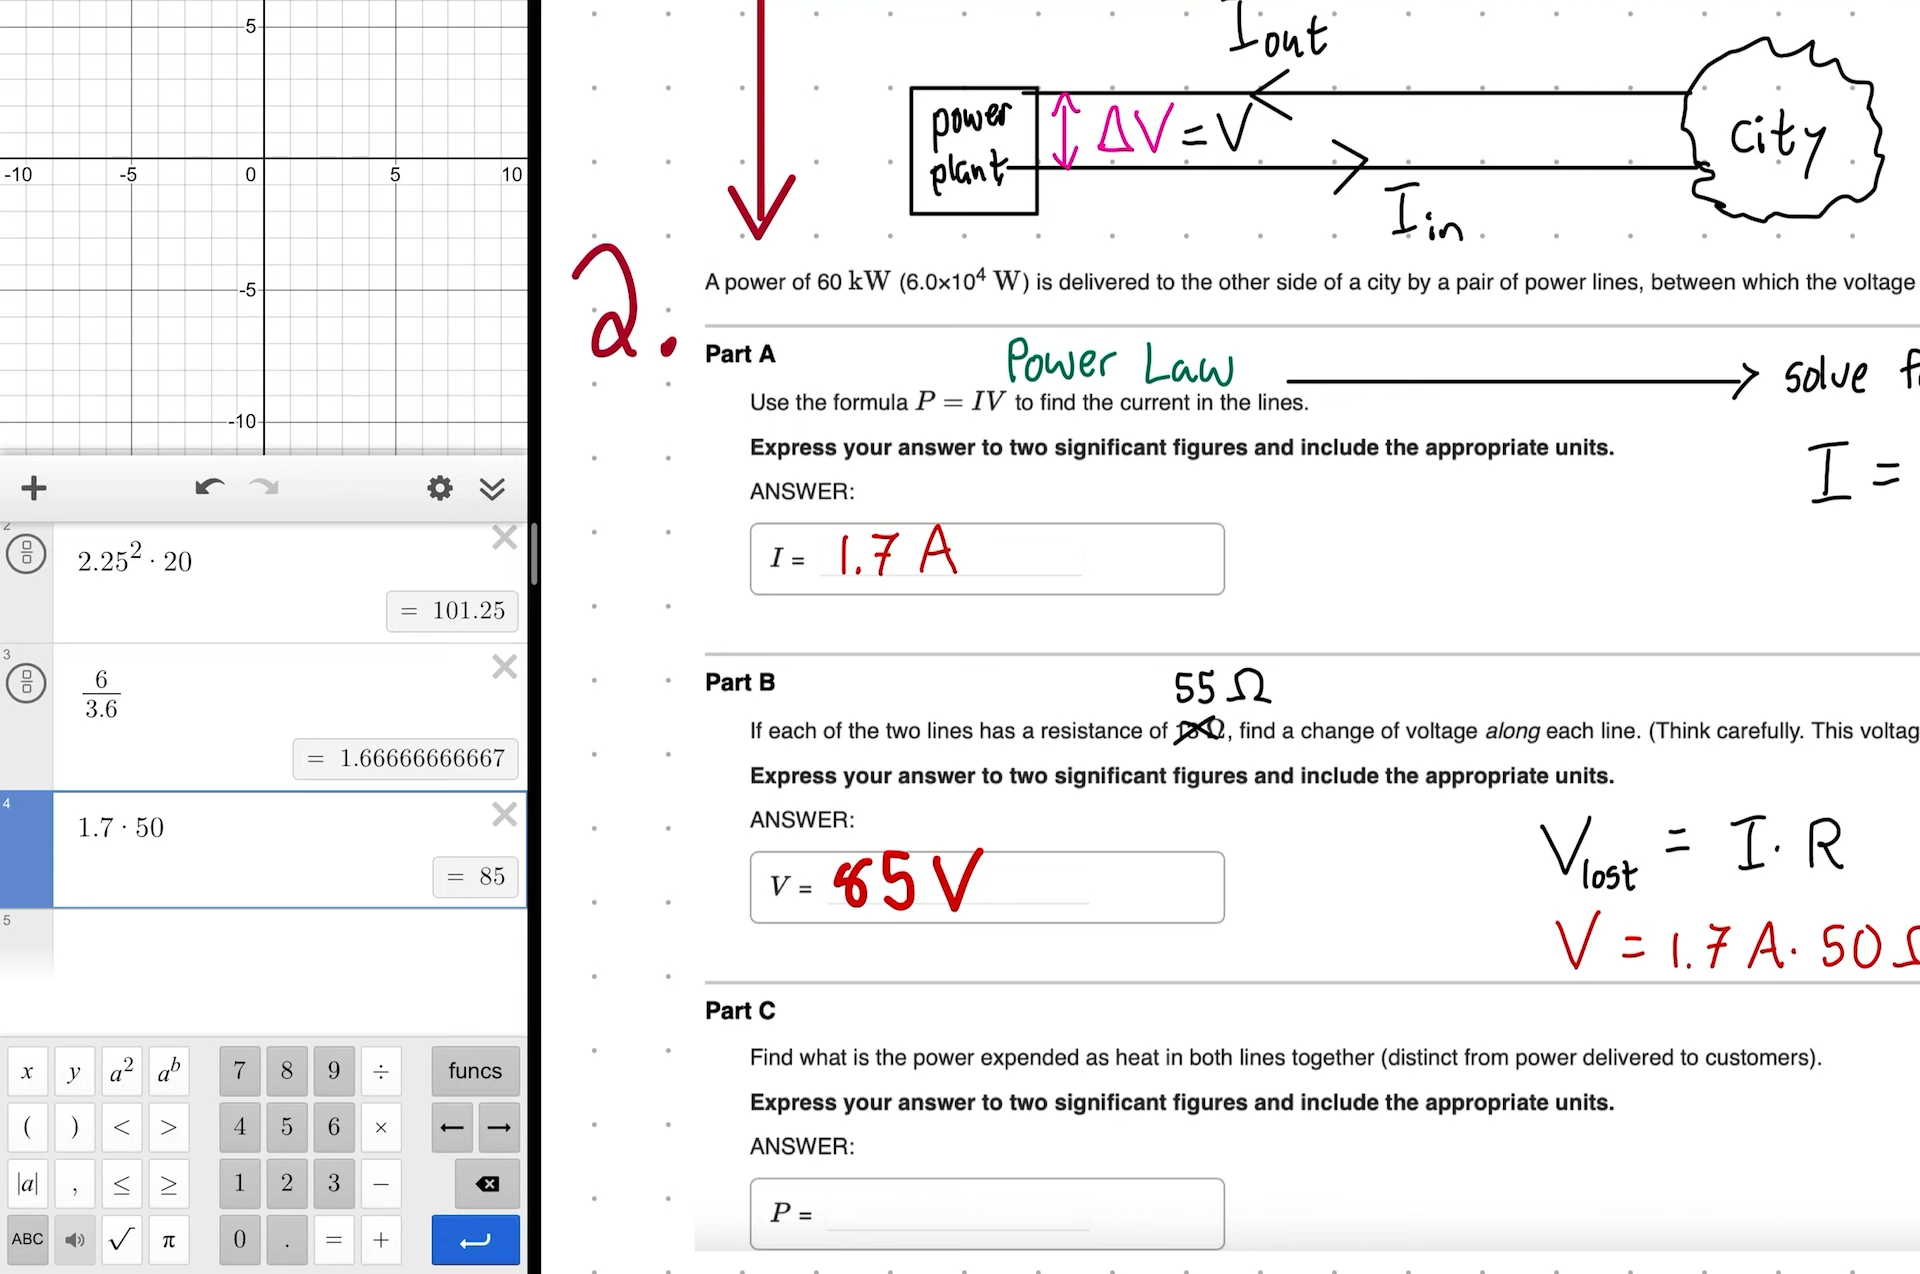 5
-10 -5 0 5 10
-5
-10
2
2.25² · 20
= 101.25
3
6
3.6
= 1.66666666667
4
1.7 · 50
= 85
5
x y a² aᵇ 7 8 9 ÷ funcs
( ) < > 4 5 6 × ← →
|a| , ≤ ≥ 1 2 3 −
ABC √ π 0 . = +
I out
power plant
ΔV = V
city
I in
2.
A power of 60 kW (6.0×10⁴ W) is delivered to the other side of a city by a pair of power lines, between which the voltage
Part A
Power Law
solve
Use the formula P = IV to find the current in the lines.
Express your answer to two significant figures and include the appropriate units.
I =
ANSWER:
I = 1.7 A
Part B
55 Ω
If each of the two lines has a resistance of Ω, find a change of voltage along each line. (Think carefully. This voltag
Express your answer to two significant figures and include the appropriate units.
ANSWER:
V lost = I · R
V = 85 V
V = 1.7 A · 50 Ω
Part C
Find what is the power expended as heat in both lines together (distinct from power delivered to customers).
Express your answer to two significant figures and include the appropriate units.
ANSWER:
P =